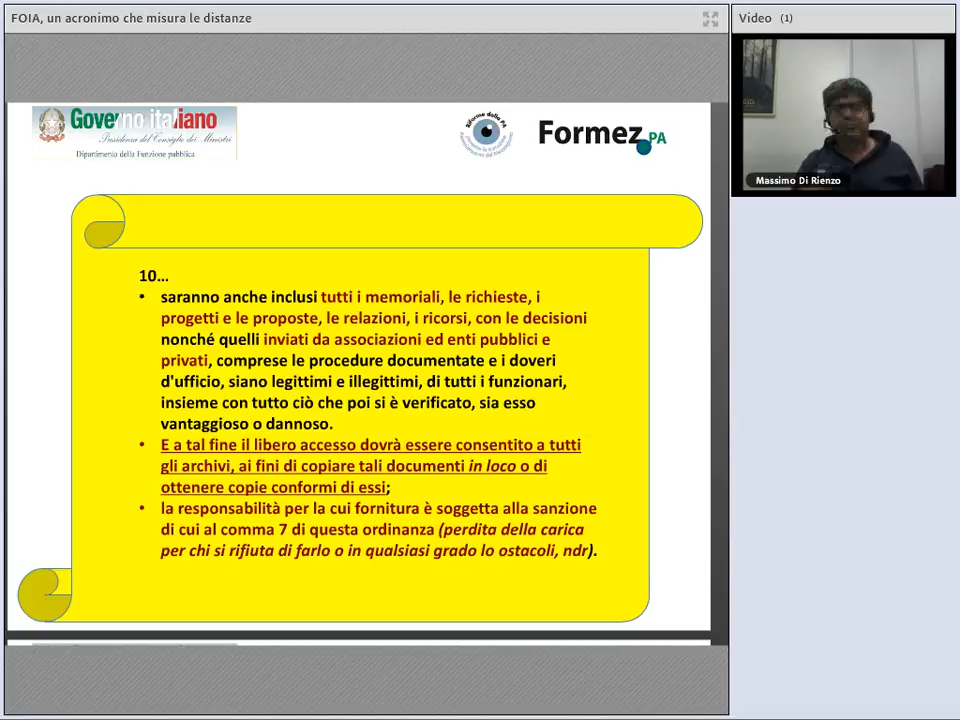 FOIA, un acronimo che misura le distanze
Video (1)
Governo italiano
Presidenza del Consiglio dei Ministri
Dipartimento della Funzione pubblica
Riforme della PA
Formez PA
Massimo Di Rienzo
10…
• saranno anche inclusi tutti i memoriali, le richieste, i
progetti e le proposte, le relazioni, i ricorsi, con le decisioni
nonché quelli inviati da associazioni ed enti pubblici e
privati, comprese le procedure documentate e i doveri
d'ufficio, siano legittimi e illegittimi, di tutti i funzionari,
insieme con tutto ciò che poi si è verificato, sia esso
vantaggioso o dannoso.
• E a tal fine il libero accesso dovrà essere consentito a tutti
gli archivi, ai fini di copiare tali documenti in loco o di
ottenere copie conformi di essi;
• la responsabilità per la cui fornitura è soggetta alla sanzione
di cui al comma 7 di questa ordinanza (perdita della carica
per chi si rifiuta di farlo o in qualsiasi grado lo ostacoli, ndr).